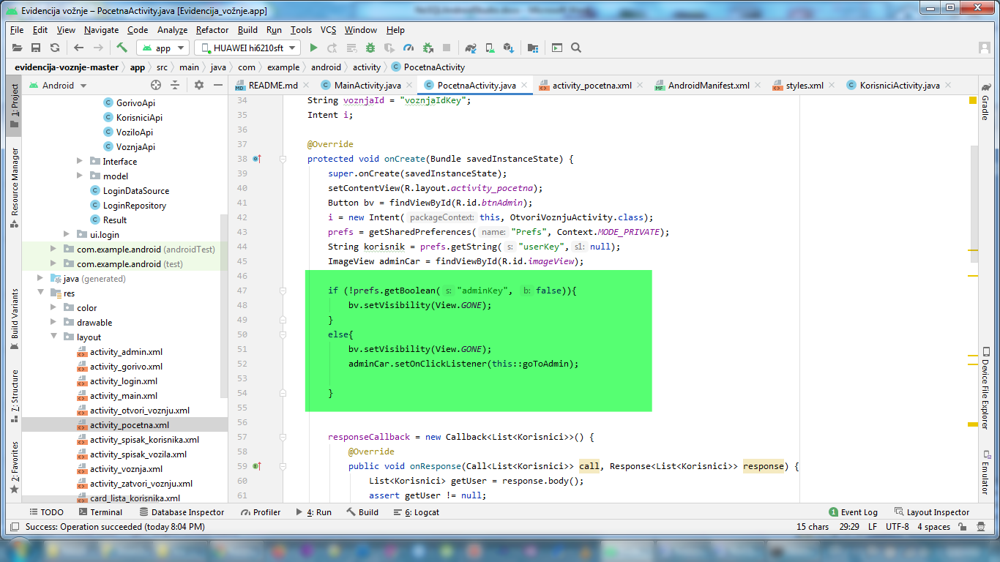 Evidencija vožnje – PocetnaActivity.java [Evidencija_vožnje.app]
File Edit View Navigate Code Analyze Refactor Build Run Tools VCS Window Help
app HUAWEI hi6210sft
evidencija-voznje-master app src main java com example android activity PocetnaActivity
1: Project
Resource Manager
Build Variants
7: Structure
2: Favorites
Android
GorivoApi
KorisniciApi
VoziloApi
VoznjaApi
Interface
model
LoginDataSource
LoginRepository
Result
ui.login
com.example.android (androidTest)
com.example.android (test)
java (generated)
res
color
drawable
layout
activity_admin.xml
activity_gorivo.xml
activity_login.xml
activity_main.xml
activity_otvori_voznju.xml
activity_pocetna.xml
activity_spisak_korisnika.xml
activity_spisak_vozila.xml
activity_voznja.xml
activity_zatvori_voznju.xml
card_lista_korisnika.xml
README.md MainActivity.java PocetnaActivity.java activity_pocetna.xml AndroidManifest.xml styles.xml KorisniciActivity.java
34 String voznjaId = "voznjaIdKey";
35 Intent i;
36
37 @Override
38 protected void onCreate(Bundle savedInstanceState) {
39 super.onCreate(savedInstanceState);
40 setContentView(R.layout.activity_pocetna);
41 Button bv = findViewById(R.id.btnAdmin);
42 i = new Intent( packageContext: this, OtvoriVoznjuActivity.class);
43 prefs = getSharedPreferences( name: "Prefs", Context.MODE_PRIVATE);
44 String korisnik = prefs.getString( s: "userKey", s1: null);
45 ImageView adminCar = findViewById(R.id.imageView);
46
47 if (!prefs.getBoolean( s: "adminKey", b: false)){
48 bv.setVisibility(View.GONE);
49 }
50 else{
51 bv.setVisibility(View.GONE);
52 adminCar.setOnClickListener(this::goToAdmin);
53
54 }
55
56
57 responseCallback = new Callback<List<Korisnici>>() {
58 @Override
59 public void onResponse(Call<List<Korisnici>> call, Response<List<Korisnici>> response) {
60 List<Korisnici> getUser = response.body();
61 assert getUser != null;
Gradle
Device File Explorer
Emulator
TODO Terminal Database Inspector Profiler 4: Run Build 6: Logcat 1 Event Log Layout Inspector
Success: Operation succeeded (today 8:04 PM) 15 chars 29:29 LF UTF-8 4 spaces